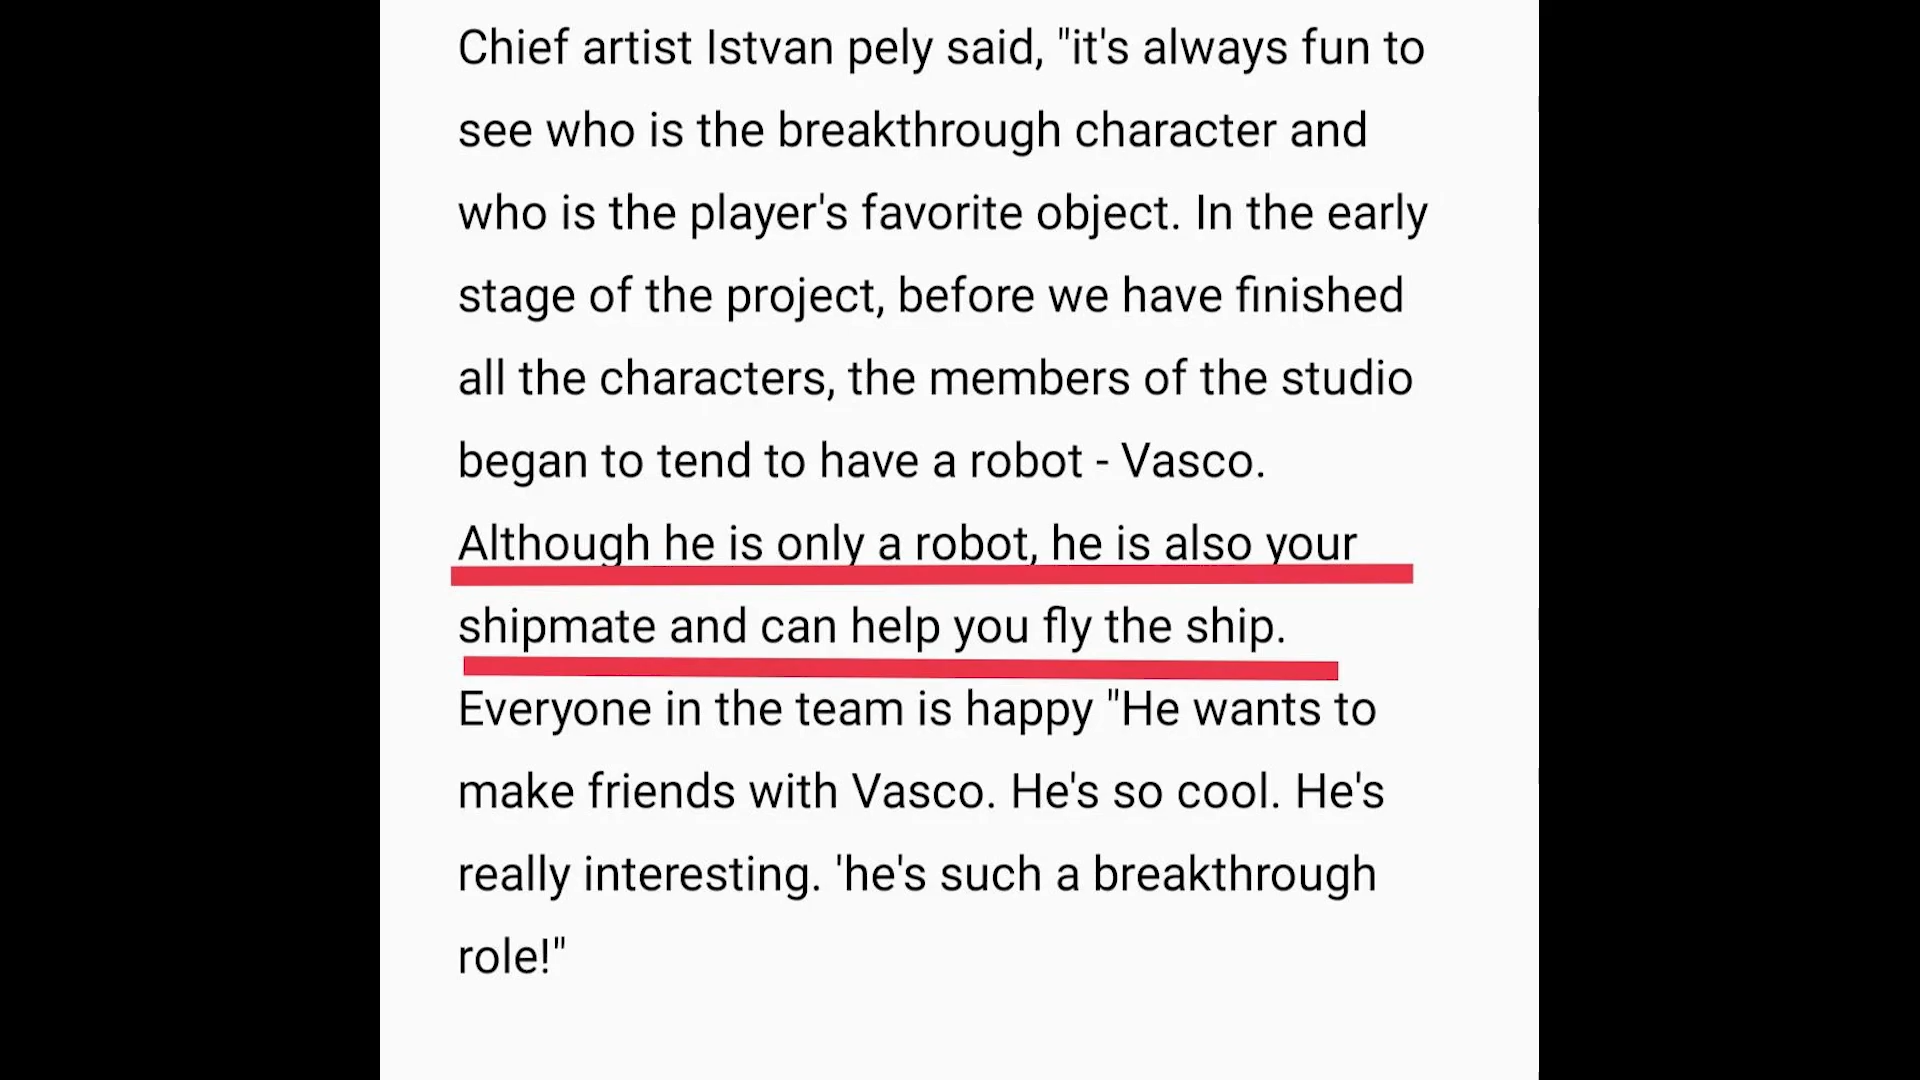 Chief artist Istvan pely said, "it's always fun to
see who is the breakthrough character and
who is the player's favorite object. In the early
stage of the project, before we have finished
all the characters, the members of the studio
began to tend to have a robot - Vasco.
Although he is only a robot, he is also your
shipmate and can help you fly the ship.
Everyone in the team is happy "He wants to
make friends with Vasco. He's so cool. He's
really interesting. 'he's such a breakthrough
role!"